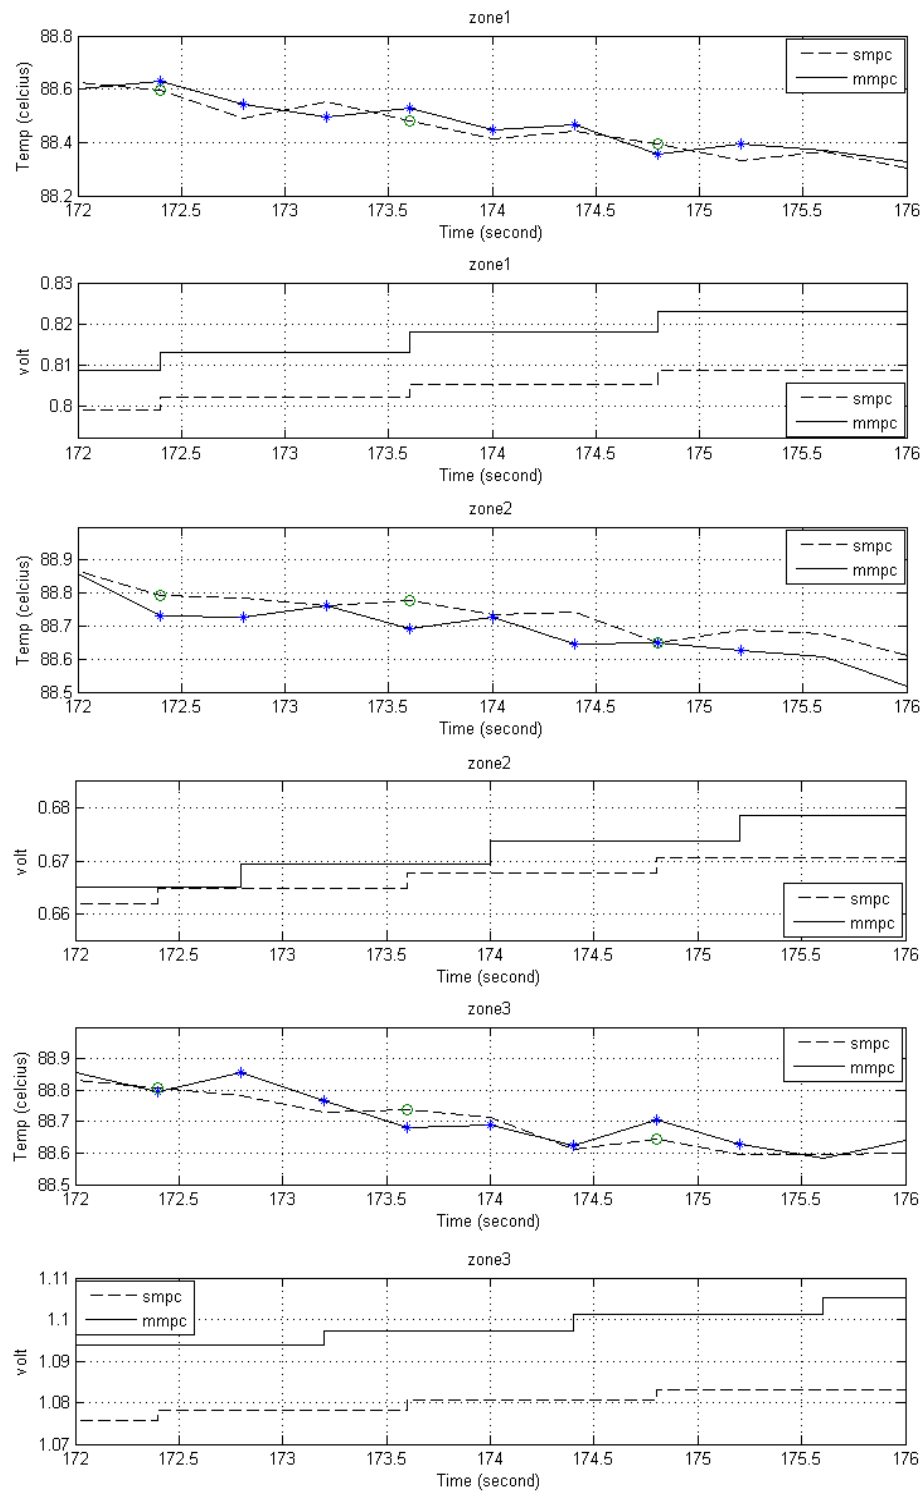 zone1
88.8
88.6
88.4
88.2
Temp (celcius)
smpc
mmpc
172 172.5 173 173.5 174 174.5 175 175.5 176
Time (second)
zone1
0.83
0.82
0.81
0.8
volt
smpc
mmpc
172 172.5 173 173.5 174 174.5 175 175.5 176
Time (second)
zone2
88.9
88.8
88.7
88.6
88.5
Temp (celcius)
smpc
mmpc
172 172.5 173 173.5 174 174.5 175 175.5 176
Time (second)
zone2
0.68
0.67
0.66
volt
smpc
mmpc
172 172.5 173 173.5 174 174.5 175 175.5 176
Time (second)
zone3
88.9
88.8
88.7
88.6
88.5
Temp (celcius)
smpc
mmpc
172 172.5 173 173.5 174 174.5 175 175.5 176
Time (second)
zone3
1.11
1.1
1.09
1.08
1.07
volt
smpc
mmpc
172 172.5 173 173.5 174 174.5 175 175.5 176
Time (second)